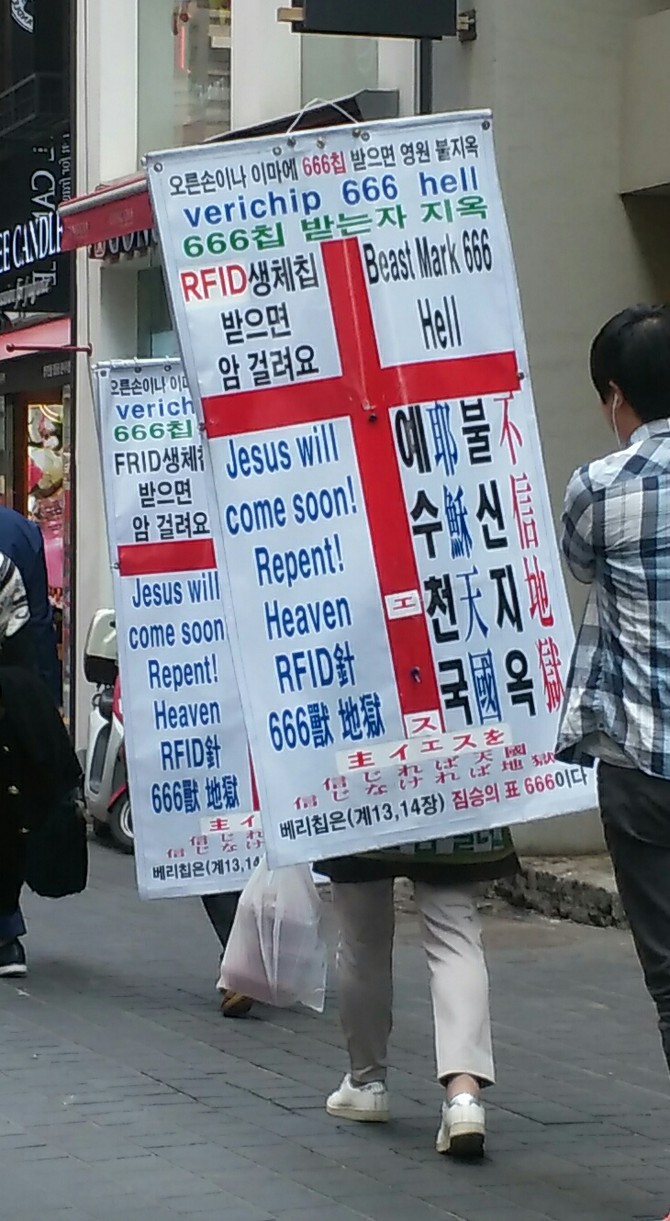 EE CANDLE
오른손이나 이마에 666칩 받으면 영원 불지옥
verichip 666 hell
666칩 받는자 지옥
RFID생체칩
받으면
암 걸려요
Beast Mark 666
Hell
Jesus will
come soon!
Repent!
Heaven
RFID針
666獸 地獄
예수천국
耶穌天國
불신지옥
不信地獄
エ
ス
主イエスを
信じれば天國
信じなければ地獄
베리칩은(계13,14장) 짐승의 표 666이다
오른손이나
verich
666칩
FRID생체
받으면
암 걸려요
Jesus will
come soon
Repent!
Heaven
RFID針
666獸 地獄
主イ
信じれ
信じなけ
베리칩은(계13,14